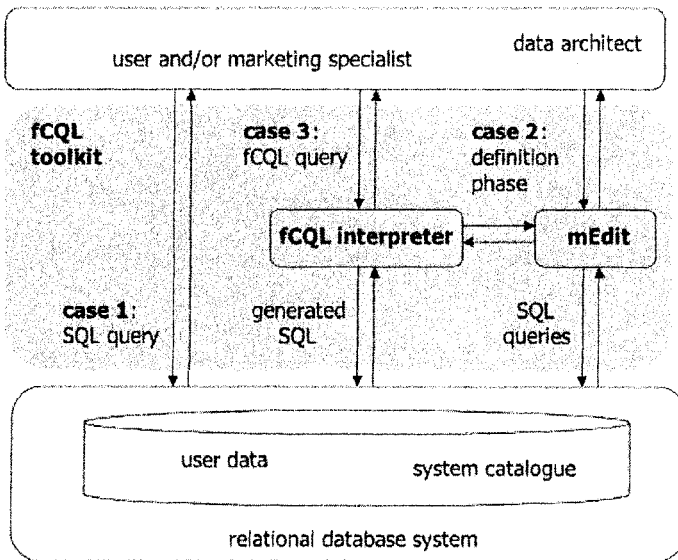 data architect
user and/or marketing specialist
fCQL
toolkit
case 3:
fCQL query
case 2:
definition
phase
fCQL interpreter
mEdit
case 1:
SQL query
generated
SQL
SQL
queries
user data
system catalogue
relational database system